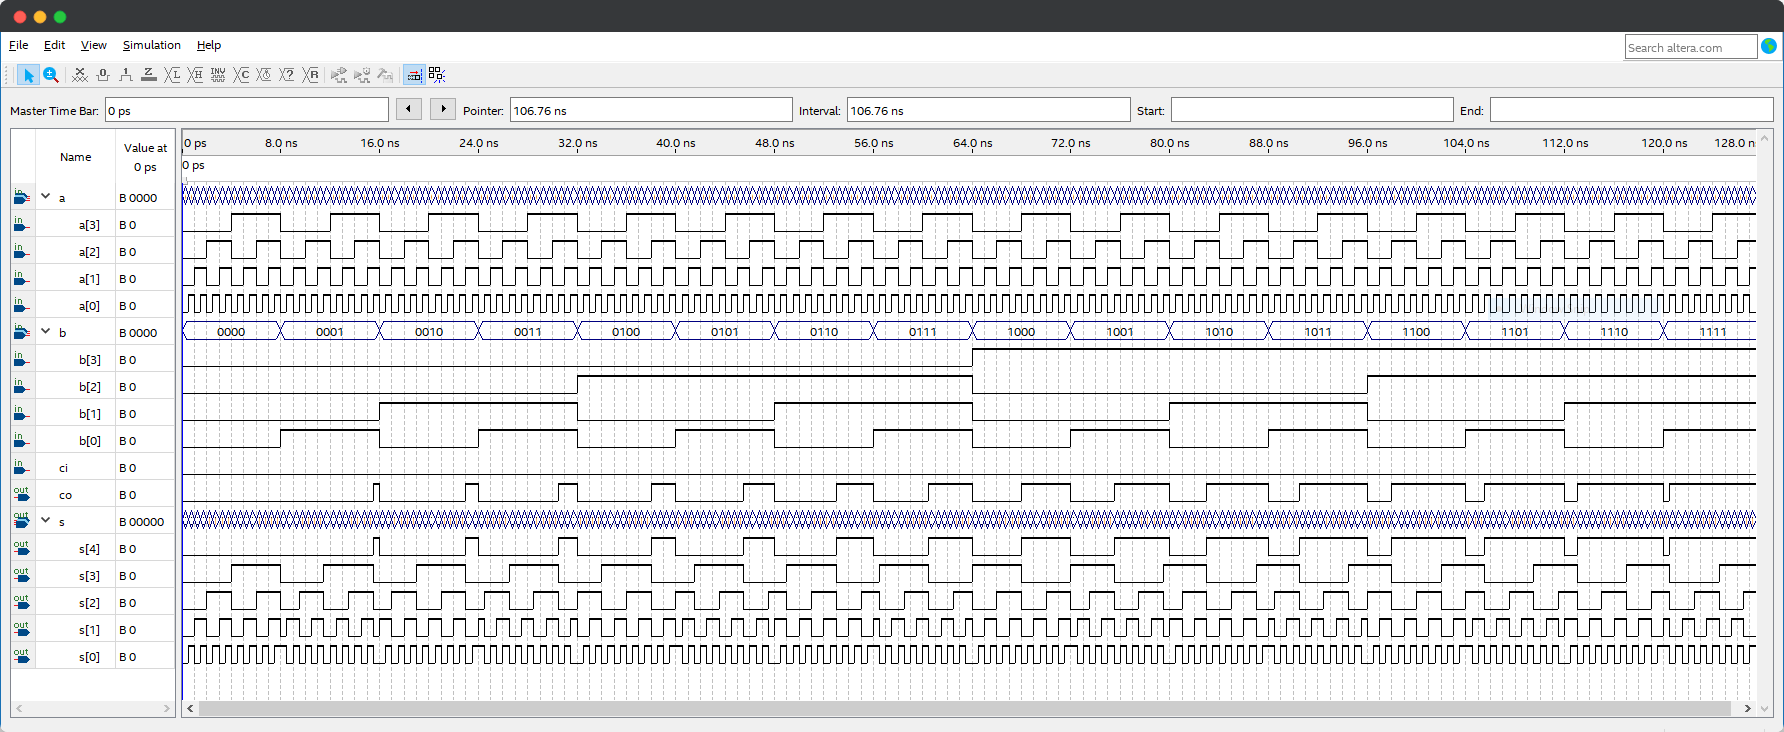 File Edit View Simulation Help
Search altera.com
Master Time Bar: 0 ps Pointer: 106.76 ns Interval: 106.76 ns Start: End:
Name Value at 0 ps
0 ps 8.0 ns 16.0 ns 24.0 ns 32.0 ns 40.0 ns 48.0 ns 56.0 ns 64.0 ns 72.0 ns 80.0 ns 88.0 ns 96.0 ns 104.0 ns 112.0 ns 120.0 ns 128.0 n
0 ps
in a B 0000
in a[3] B 0
in a[2] B 0
in a[1] B 0
in a[0] B 0
in b B 0000 0000 0001 0010 0011 0100 0101 0110 0111 1000 1001 1010 1011 1100 1101 1110 1111
in b[3] B 0
in b[2] B 0
in b[1] B 0
in b[0] B 0
in ci B 0
out co B 0
out s B 00000
out s[4] B 0
out s[3] B 0
out s[2] B 0
out s[1] B 0
out s[0] B 0